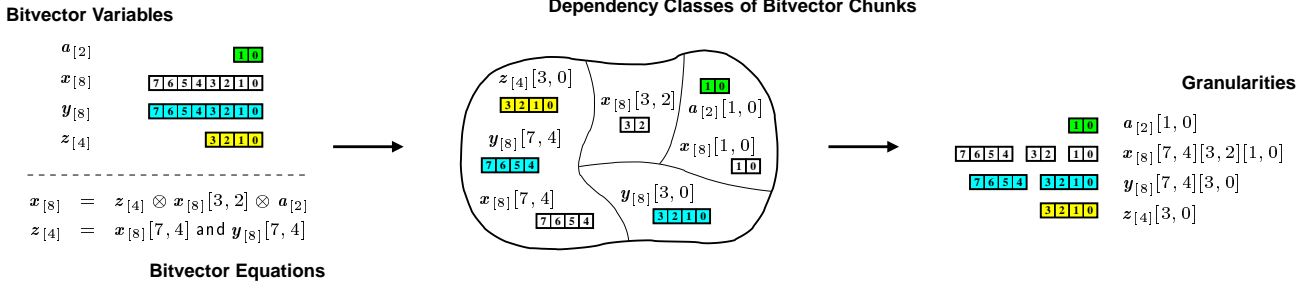 Dependency Classes of Bitvector Chunks
Bitvector Variables
a[2]
1 0
x[8]
7 6 5 4 3 2 1 0
y[8]
7 6 5 4 3 2 1 0
z[4]
3 2 1 0
x[8] = z[4] ⊗ x[8][3, 2] ⊗ a[2]
z[4] = x[8][7, 4] and y[8][7, 4]
Bitvector Equations
z[4][3, 0]
3 2 1 0
y[8][7, 4]
7 6 5 4
x[8][7, 4]
7 6 5 4
x[8][3, 2]
3 2
1 0
a[2][1, 0]
x[8][1, 0]
1 0
y[8][3, 0]
3 2 1 0
Granularities
1 0 a[2][1, 0]
7 6 5 4 3 2 1 0 x[8][7, 4][3, 2][1, 0]
7 6 5 4 3 2 1 0 y[8][7, 4][3, 0]
3 2 1 0 z[4][3, 0]